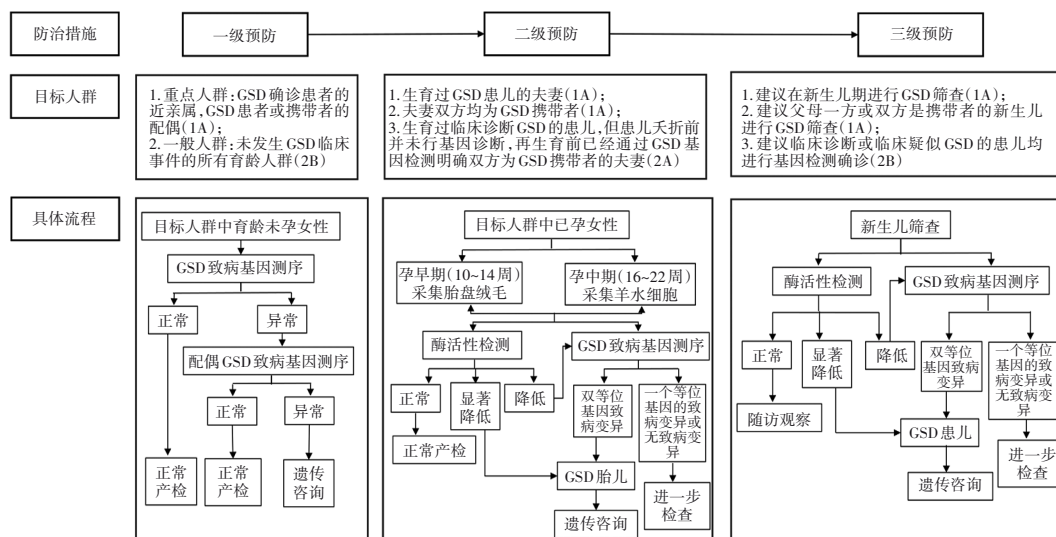 防治措施
一级预防
二级预防
三级预防
目标人群
1.重点人群:GSD确诊患者的
近亲属,GSD患者或携带者的
配偶(1A);
2.一般人群:未发生GSD临床
事件的所有育龄人群(2B)
1.生育过GSD患儿的夫妻(1A);
2.夫妻双方均为GSD携带者(1A);
3.生育过临床诊断GSD的患儿,但患儿夭折前
并未行基因诊断,再生育前已经通过GSD基
因检测明确双方为GSD携带者的夫妻(2A)
1.建议在新生儿期进行GSD筛查(1A);
2.建议父母一方或双方是携带者的新生儿
进行GSD筛查(1A);
3.建议临床诊断或临床疑似GSD的患儿均
进行基因检测确诊(2B)
具体流程
目标人群中育龄未孕女性
GSD致病基因测序
正常
异常
配偶GSD致病基因测序
正常
异常
正常
产检
正常
产检
遗传
咨询
目标人群中已孕女性
孕早期(10~14周)
采集胎盘绒毛
孕中期(16~22周)
采集羊水细胞
酶活性检测
GSD致病基因测序
正常
显著
降低
降低
双等位
基因致
病变异
一个等位
基因的致
病变异或
无致病变
异
正常产检
GSD胎儿
遗传咨询
进一步
检查
新生儿筛查
酶活性检测
GSD致病基因测序
正常
显著
降低
降低
双等位
基因致病
变异
一个等位
基因的致
病变异或
无致病变
异
随访观察
GSD患儿
遗传咨询
进一步
检查